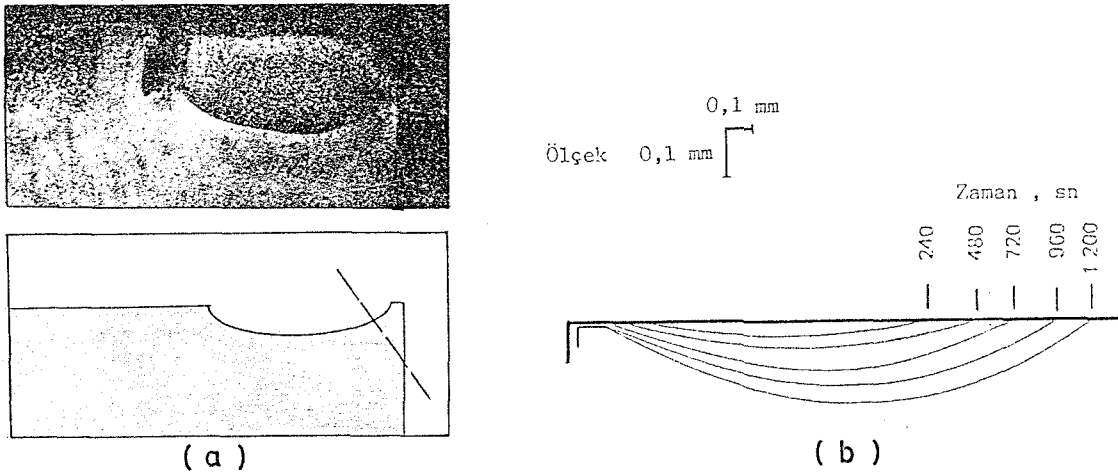 0,1 mm
Ölçek 0,1 mm
Zaman , sn
240
480
720
960
1 200
( a )
( b )